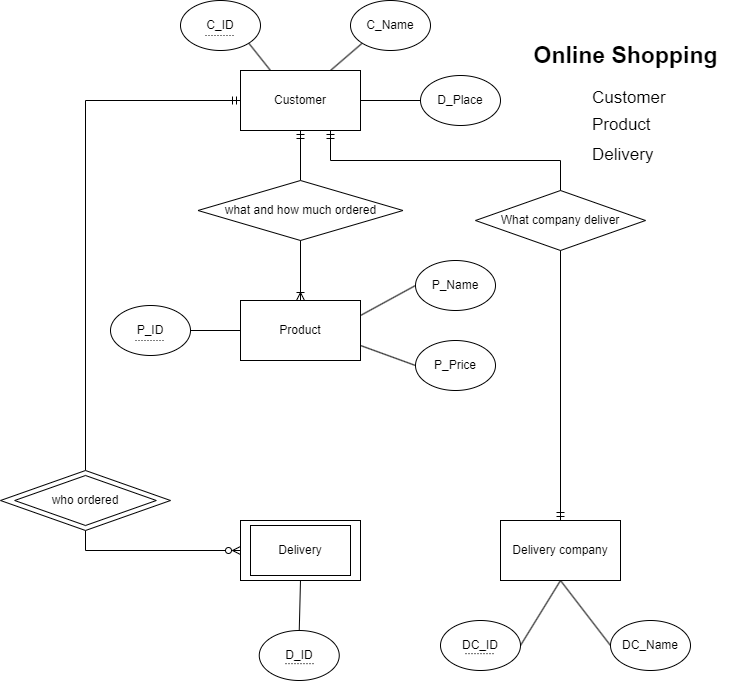 C_ID
C_Name
Online Shopping
Customer
D_Place
Customer
Product
Delivery
what and how much ordered
What company deliver
P_Name
P_ID
Product
P_Price
who ordered
Delivery
Delivery company
D_ID
DC_ID
DC_Name